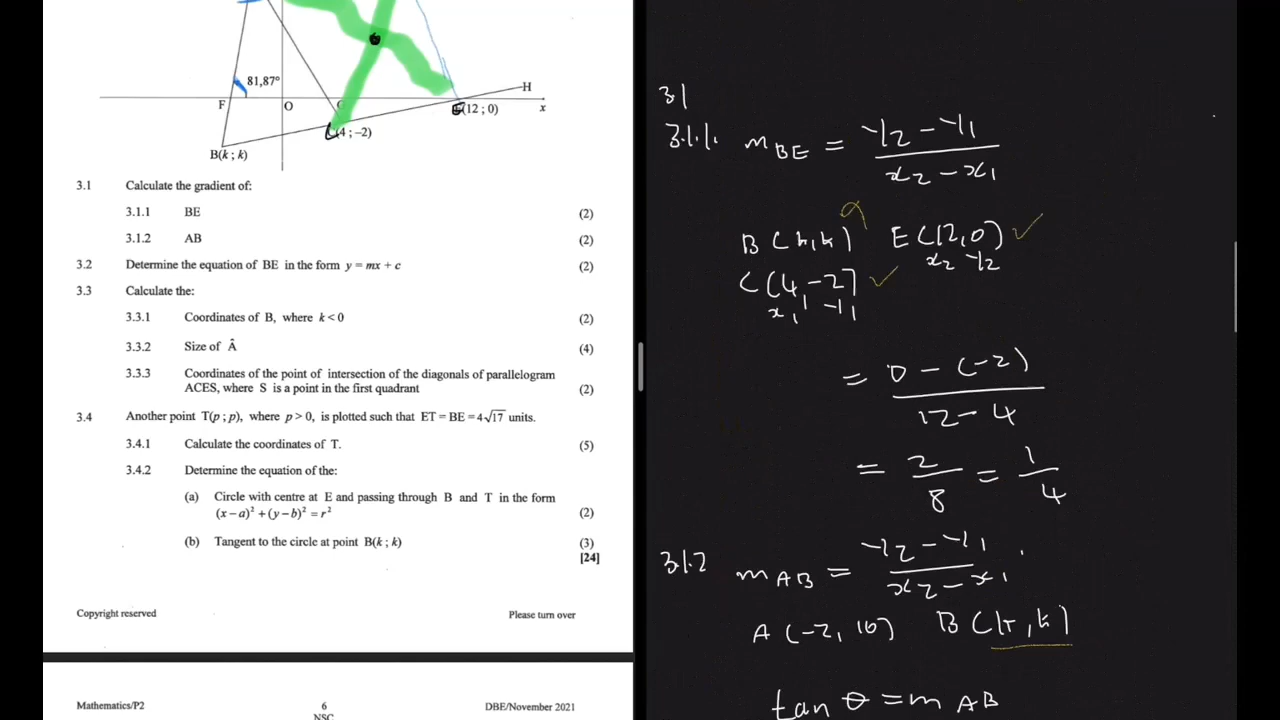 81,87°
H
F
O
C
E(12 ; 0)
x
C(4 ; −2)
B(k ; k)
3.1 Calculate the gradient of:
3.1.1 BE (2)
3.1.2 AB (2)
3.2 Determine the equation of BE in the form y = mx + c (2)
3.3 Calculate the:
3.3.1 Coordinates of B, where k < 0 (2)
3.3.2 Size of Â (4)
3.3.3 Coordinates of the point of intersection of the diagonals of parallelogram
ACES, where S is a point in the first quadrant (2)
3.4 Another point T(p ; p), where p > 0, is plotted such that ET = BE = 4√17 units.
3.4.1 Calculate the coordinates of T. (5)
3.4.2 Determine the equation of the:
(a) Circle with centre at E and passing through B and T in the form
(x − a)² + (y − b)² = r² (2)
(b) Tangent to the circle at point B(k ; k) (3)
[24]
Copyright reserved Please turn over
Mathematics/P2 6 DBE/November 2021
NSC
3.1
3.1.1. m BE = y2 − y1 / x2 − x1
B (k, k) E (12, 0) ✓
x2 y2
C (4, −2) ✓
x1 y1
= 0 − (−2) / 12 − 4
= 2/8 = 1/4
3.1.2 m AB = y2 − y1 / x2 − x1
A (−2, 10) B (k, k)
tan θ = m AB